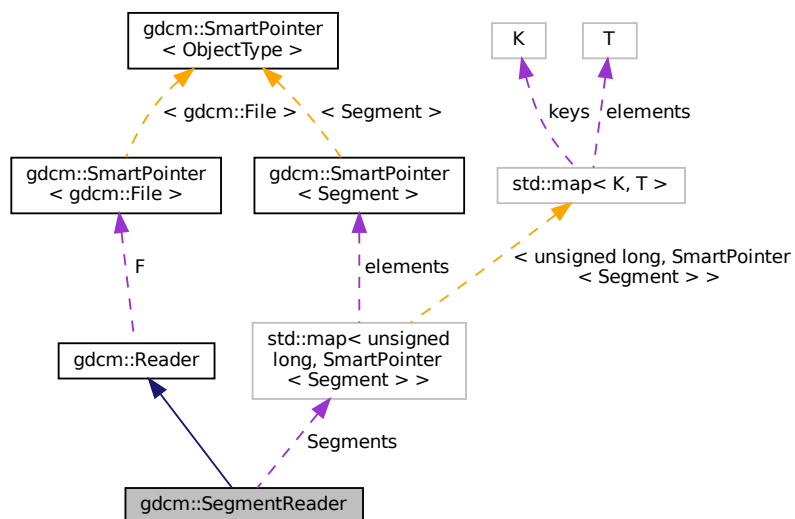 gdcm::SmartPointer
< ObjectType >
K
T
< gdcm::File >
< Segment >
keys
elements
gdcm::SmartPointer
< gdcm::File >
gdcm::SmartPointer
< Segment >
std::map< K, T >
F
elements
< unsigned long, SmartPointer
< Segment > >
gdcm::Reader
std::map< unsigned
long, SmartPointer
< Segment > >
Segments
gdcm::SegmentReader